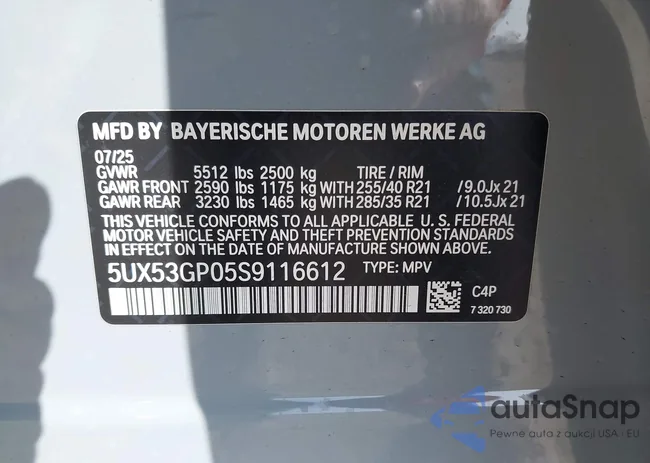 MFD BY BAYERISCHE MOTOREN WERKE AG
07/25
GVWR 5512 lbs 2500 kg TIRE / RIM
GAWR FRONT 2590 lbs 1175 kg WITH 255/40 R21 /9.0Jx21
GAWR REAR 3230 lbs 1465 kg WITH 285/35 R21 /10.5Jx21
THIS VEHICLE CONFORMS TO ALL APPLICABLE U. S. FEDERAL
MOTOR VEHICLE SAFETY AND THEFT PREVENTION STANDARDS
IN EFFECT ON THE DATE OF MANUFACTURE SHOWN ABOVE.
5UX53GP05S9116612 TYPE: MPV
C4P
7 320 730
autaSnap
Pewne auta z aukcji USA - EU